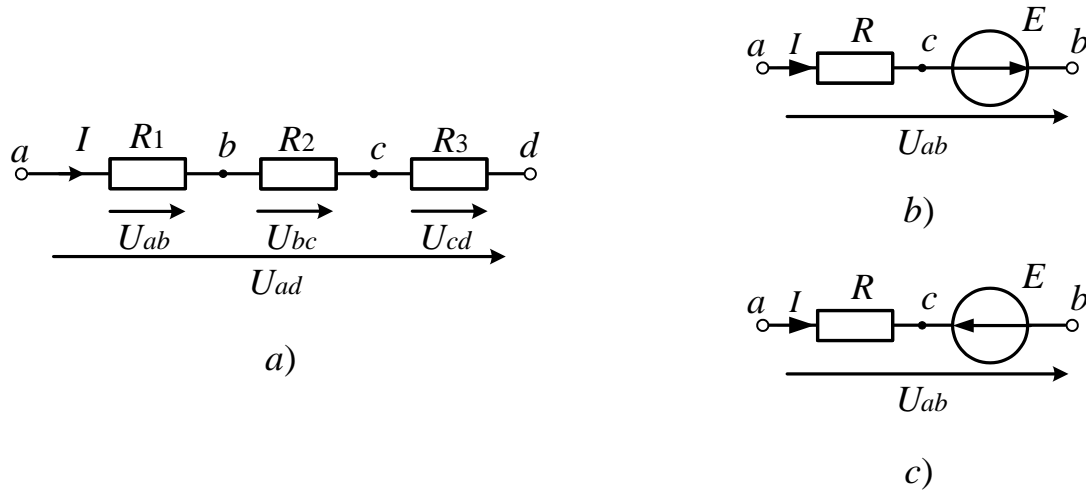 a I R1 b R2 c R3 d
Uab Ubc Ucd
Uad
a)
a I R c E b
Uab
b)
a I R c E b
Uab
c)